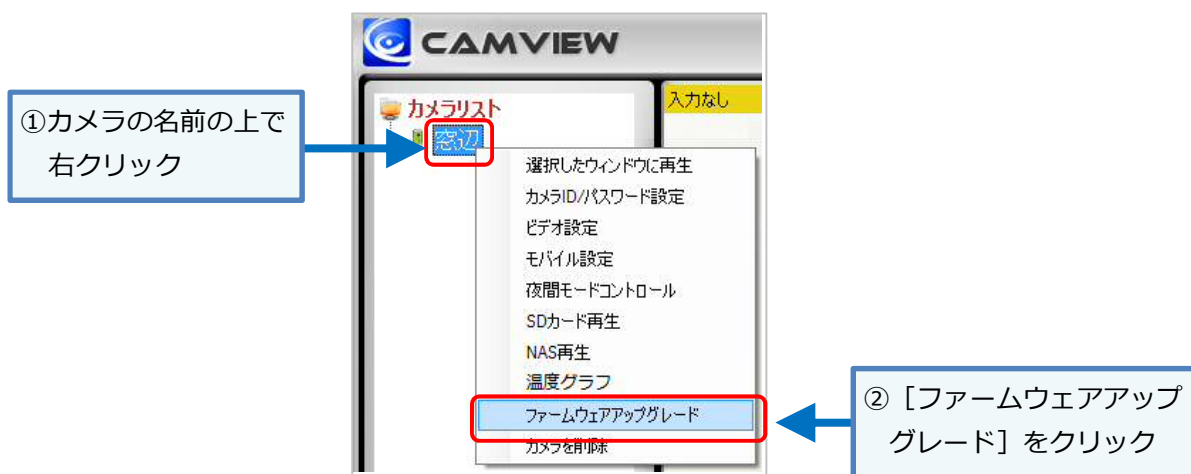 CAMVIEW
カメラリスト
入力なし
①カメラの名前の上で
右クリック
窓辺
選択したウィンドウに再生
カメラID/パスワード設定
ビデオ設定
モバイル設定
夜間モードコントロール
SDカード再生
NAS再生
温度グラフ
ファームウェアアップグレード
カメラを削除
②［ファームウェアアップ
グレード］をクリック